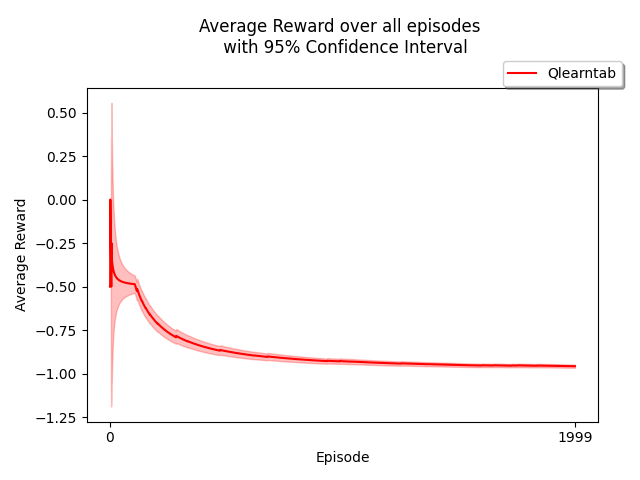 Average Reward over all episodes
with 95% Confidence Interval
Qlearntab
0.50
0.25
0.00
−0.25
−0.50
−0.75
−1.00
−1.25
Average Reward
0
1999
Episode